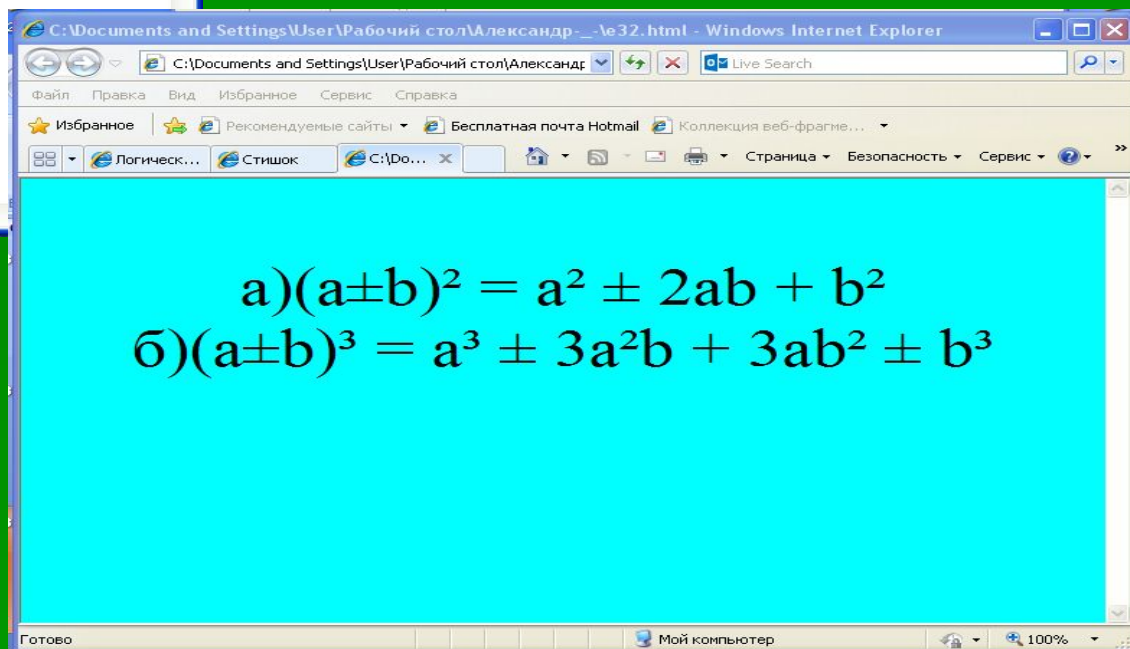 C:\Documents and Settings\User\Рабочий стол\Александр-_-\e32.html - Windows Internet Explorer
C:\Documents and Settings\User\Рабочий стол\Александр Live Search
Файл Правка Вид Избранное Сервис Справка
Избранное Рекомендуемые сайты Бесплатная почта Hotmail Коллекция веб-фрагме...
Логическ... Стишок C:\Do... Страница Безопасность Сервис »
а)(a±b)² = a² ± 2ab + b²
б)(a±b)³ = a³ ± 3a²b + 3ab² ± b³
Готово Мой компьютер 100%